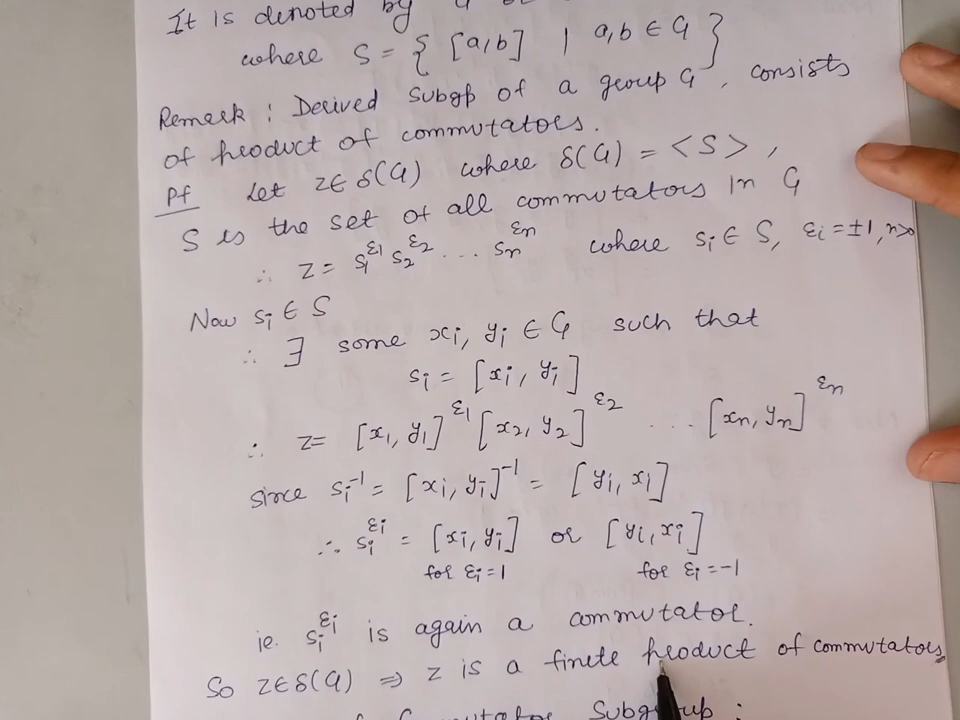 It is denoted by
where S = { [a,b] | a,b ∈ G }
Remark : Derived Subgp of a group G, consists
of product of commutators.
Pf Let z ∈ δ(G) where δ(G) = <S>,
S is the set of all commutators in G
∴ z = s₁^ε₁ s₂^ε₂ ... sₙ^εₙ where sᵢ ∈ S, εᵢ = ±1, n>0
Now sᵢ ∈ S
∴ ∃ some xᵢ, yᵢ ∈ G such that
sᵢ = [xᵢ, yᵢ]
∴ z = [x₁, y₁]^ε₁ [x₂, y₂]^ε₂ ... [xₙ, yₙ]^εₙ
since sᵢ⁻¹ = [xᵢ, yᵢ]⁻¹ = [yᵢ, xᵢ]
∴ sᵢ^εᵢ = [xᵢ, yᵢ] or [yᵢ, xᵢ]
for εᵢ = 1 for εᵢ = -1
ie. sᵢ^εᵢ is again a commutator.
So z ∈ δ(G) ⇒ z is a finite product of commutators
Subgroup :